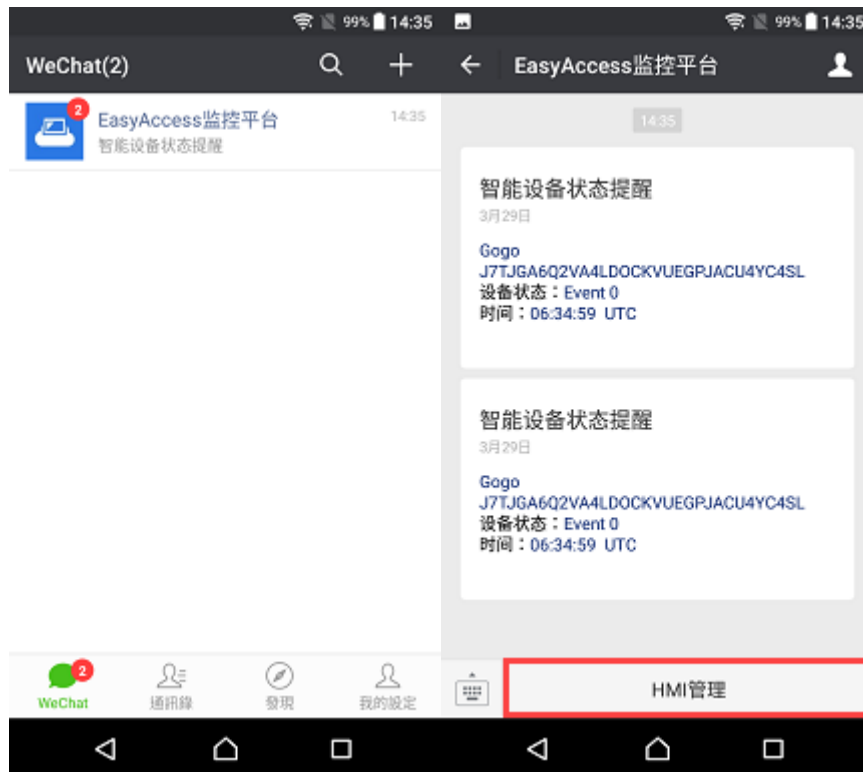 99% 14:35
WeChat(2)
2
EasyAccess监控平台
14:35
智能设备状态提醒
2
WeChat
通訊錄
發現
我的設定
99% 14:35
EasyAccess监控平台
14:35
智能设备状态提醒
3月29日
Gogo
J7TJGA6Q2VA4LDOCKVUEGPJACU4YC4SL
设备状态：Event 0
时间：06:34:59 UTC
智能设备状态提醒
3月29日
Gogo
J7TJGA6Q2VA4LDOCKVUEGPJACU4YC4SL
设备状态：Event 0
时间：06:34:59 UTC
HMI管理